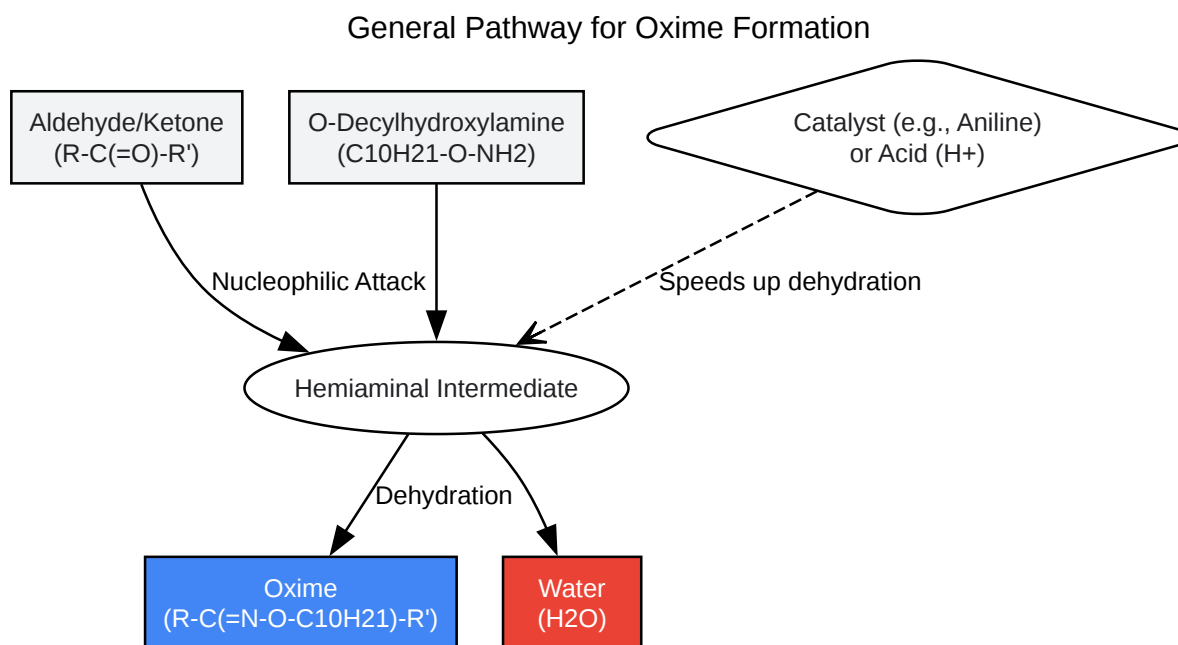 General Pathway for Oxime Formation
Aldehyde/Ketone
(R-C(=O)-R')
O-Decylhydroxylamine
(C10H21-O-NH2)
Catalyst (e.g., Aniline)
or Acid (H+)
Nucleophilic Attack
Speeds up dehydration
Hemiaminal Intermediate
Dehydration
Oxime
(R-C(=N-O-C10H21)-R')
Water
(H2O)